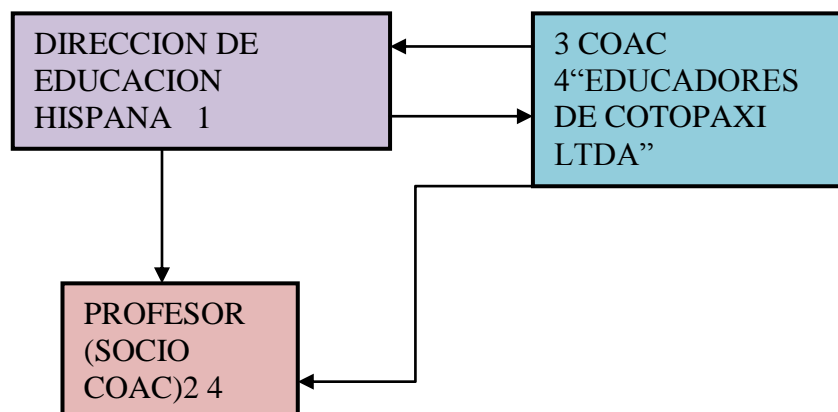 DIRECCION DE
EDUCACION
HISPANA 1
3 COAC
4“EDUCADORES
DE COTOPAXI
LTDA”
PROFESOR
(SOCIO
COAC)2 4